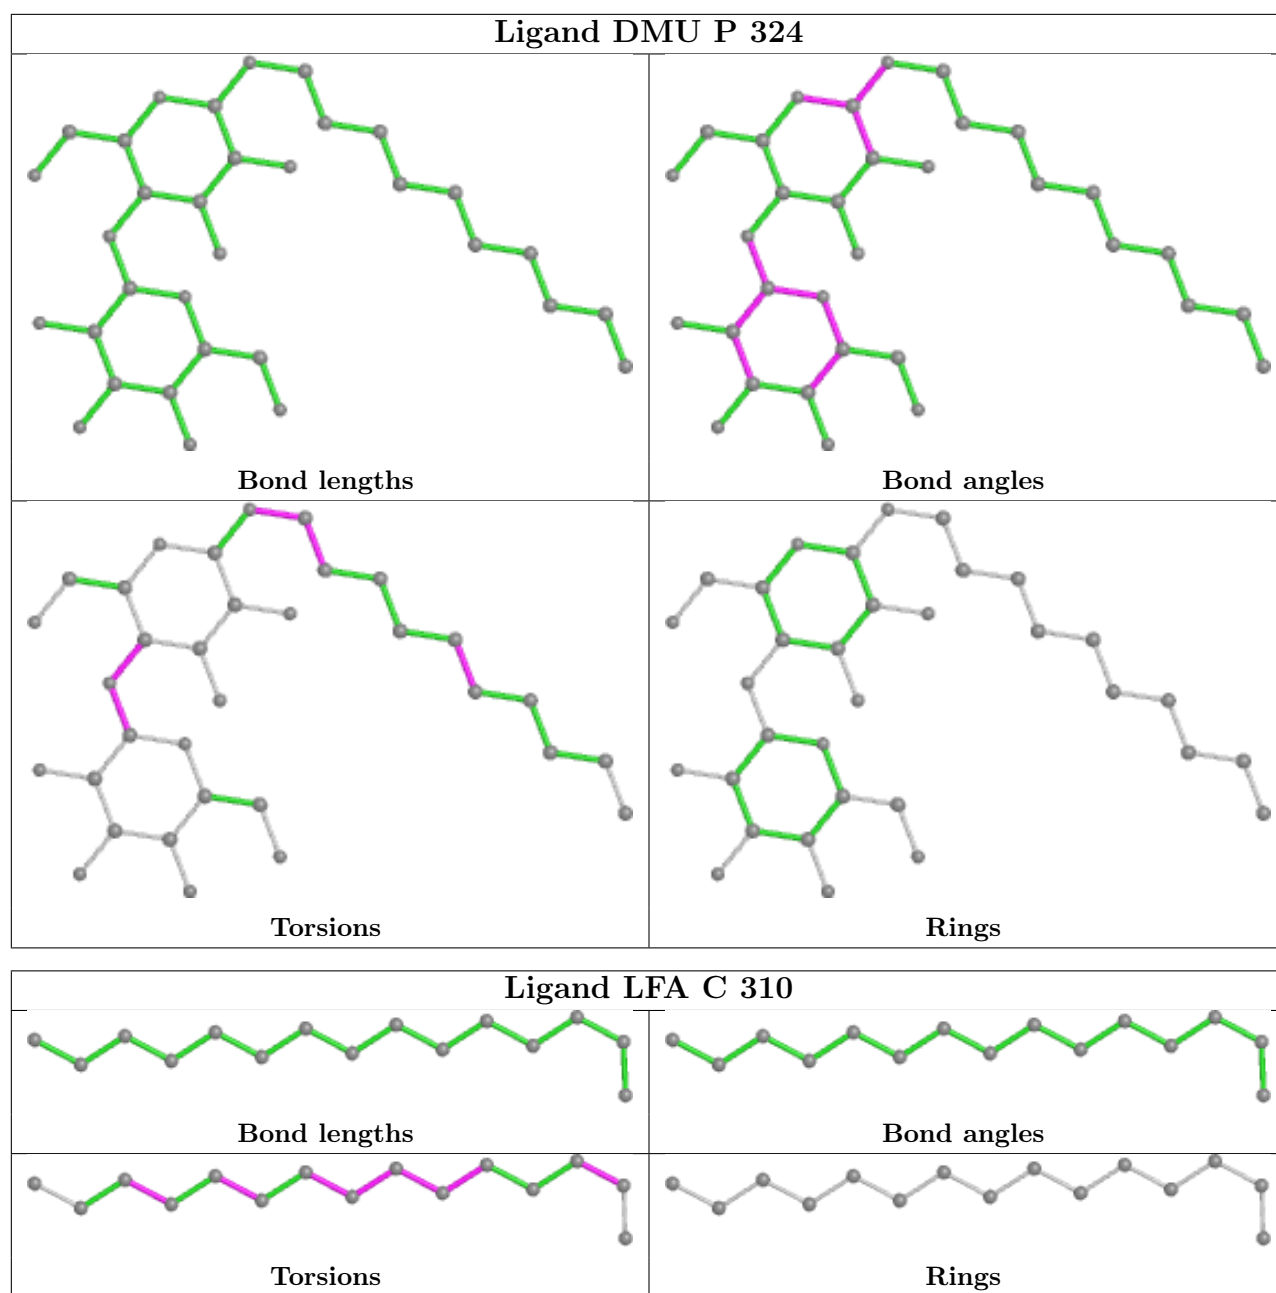 Ligand DMU P 324
Bond lengths
Bond angles
Torsions
Rings
Ligand LFA C 310
Bond lengths
Bond angles
Torsions
Rings